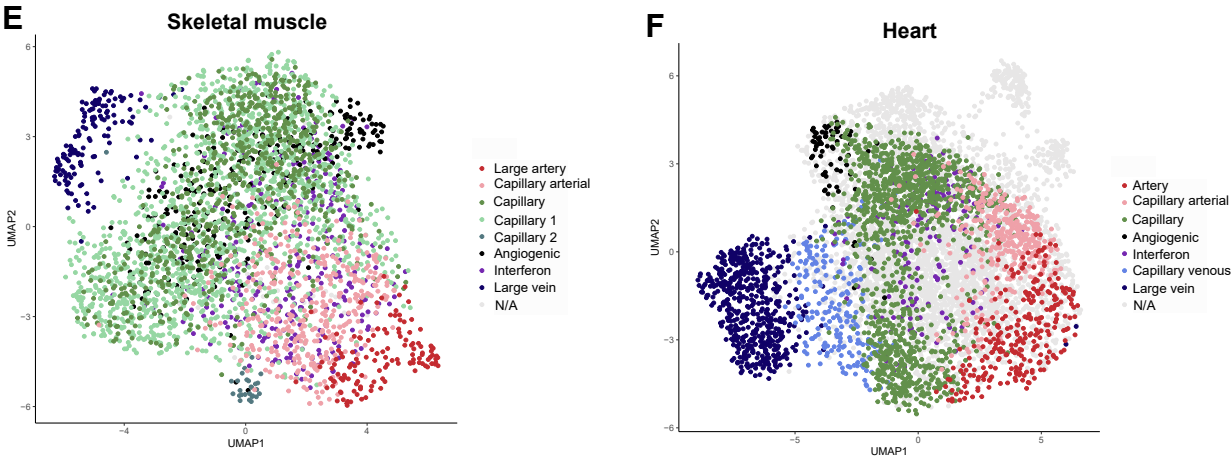 E
Skeletal muscle
6
3
0
−3
−6
UMAP2
−4
0
4
UMAP1
Large artery
Capillary arterial
Capillary
Capillary 1
Capillary 2
Angiogenic
Interferon
Large vein
N/A
F
Heart
6
3
0
−3
−6
UMAP2
−5
0
5
UMAP1
Artery
Capillary arterial
Capillary
Angiogenic
Interferon
Capillary venous
Large vein
N/A